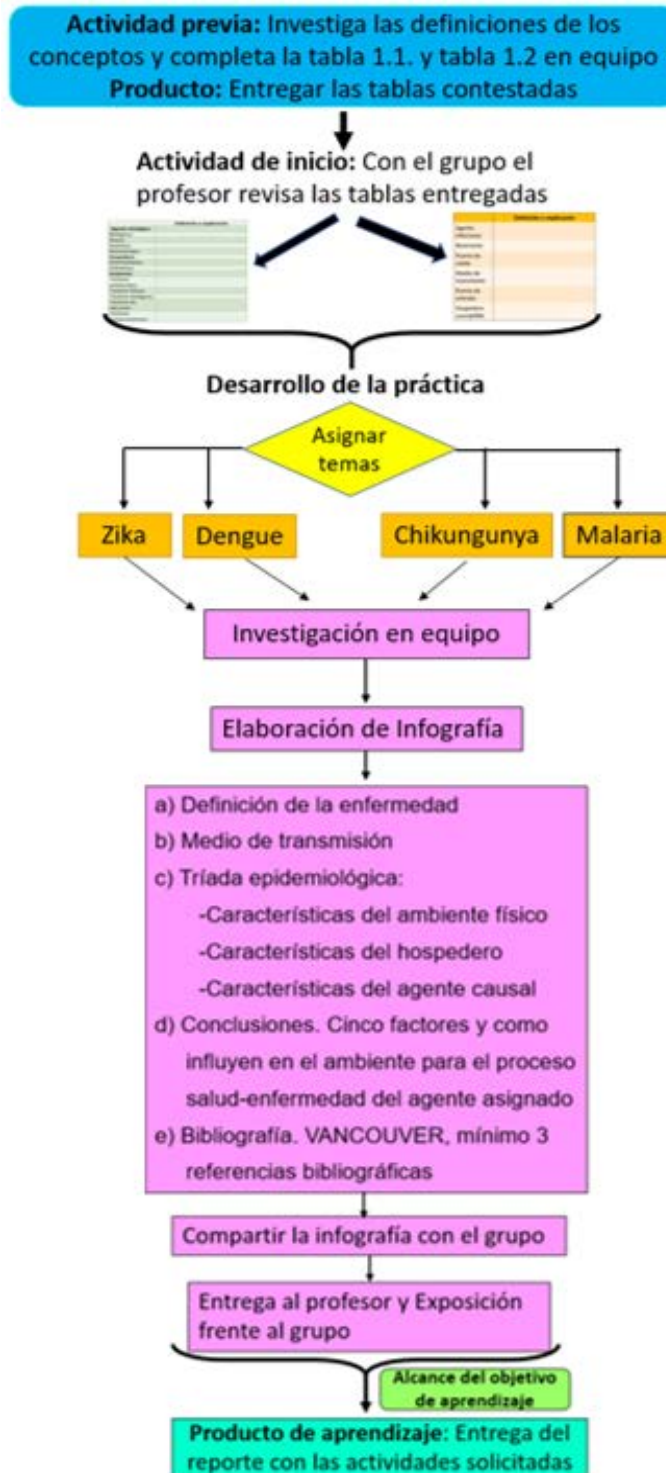 Actividad previa: Investiga las definiciones de los
conceptos y completa la tabla 1.1. y tabla 1.2 en equipo
Producto: Entregar las tablas contestadas
Actividad de inicio: Con el grupo el
profesor revisa las tablas entregadas
Desarrollo de la práctica
Asignar
temas
Zika
Dengue
Chikungunya
Malaria
Investigación en equipo
Elaboración de Infografía
a) Definición de la enfermedad
b) Medio de transmisión
c) Tríada epidemiológica:
-Características del ambiente físico
-Características del hospedero
-Características del agente causal
d) Conclusiones. Cinco factores y como
influyen en el ambiente para el proceso
salud-enfermedad del agente asignado
e) Bibliografía. VANCOUVER, mínimo 3
referencias bibliográficas
Compartir la infografía con el grupo
Entrega al profesor y Exposición
frente al grupo
Alcance del objetivo
de aprendizaje
Producto de aprendizaje: Entrega del
reporte con las actividades solicitadas